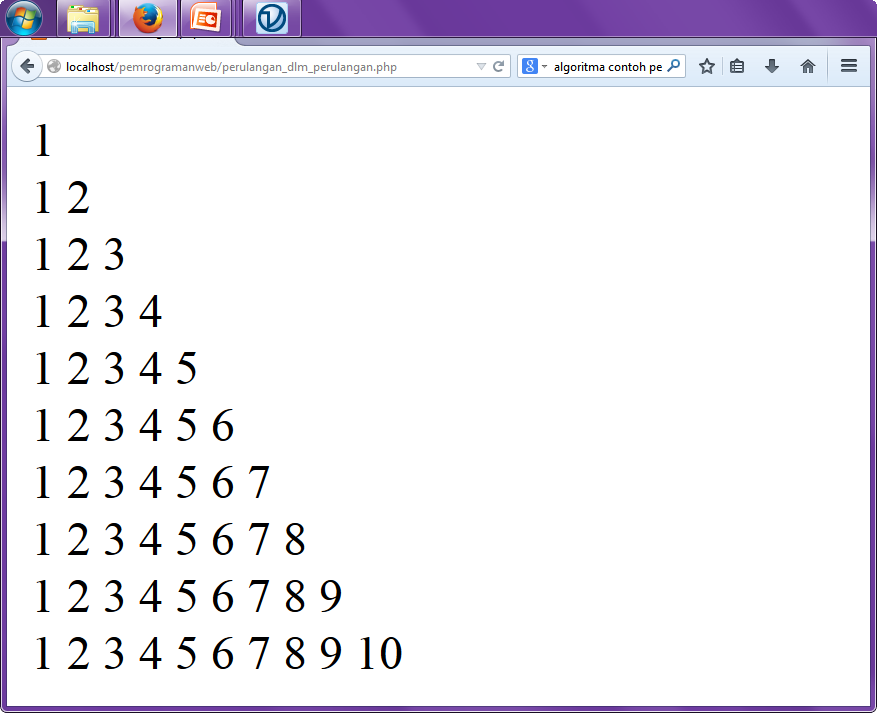 localhost/pemrogramanweb/perulangan_dlm_perulangan.php
8 algoritma contoh pe
1
1 2
1 2 3
1 2 3 4
1 2 3 4 5
1 2 3 4 5 6
1 2 3 4 5 6 7
1 2 3 4 5 6 7 8
1 2 3 4 5 6 7 8 9
1 2 3 4 5 6 7 8 9 10